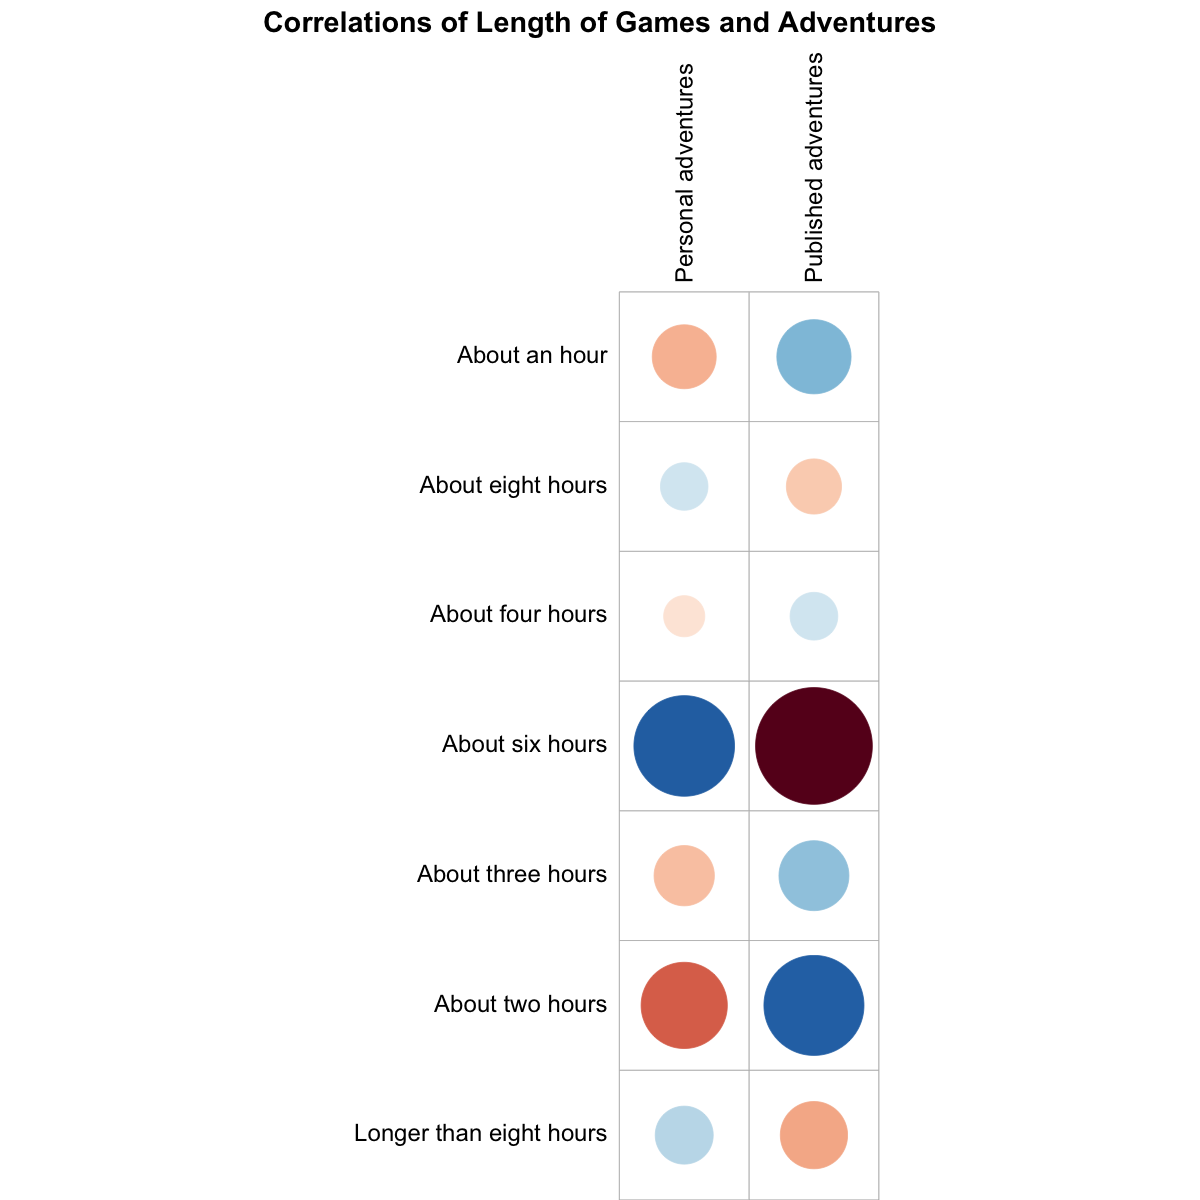 Correlations of Length of Games and Adventures
Personal adventures
Published adventures
About an hour
About eight hours
About four hours
About six hours
About three hours
About two hours
Longer than eight hours